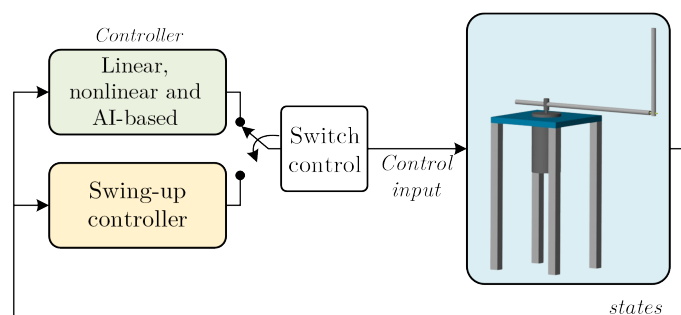 Controller
Linear,
nonlinear and
AI-based
Swing-up
controller
Switch
control
Control
input
states